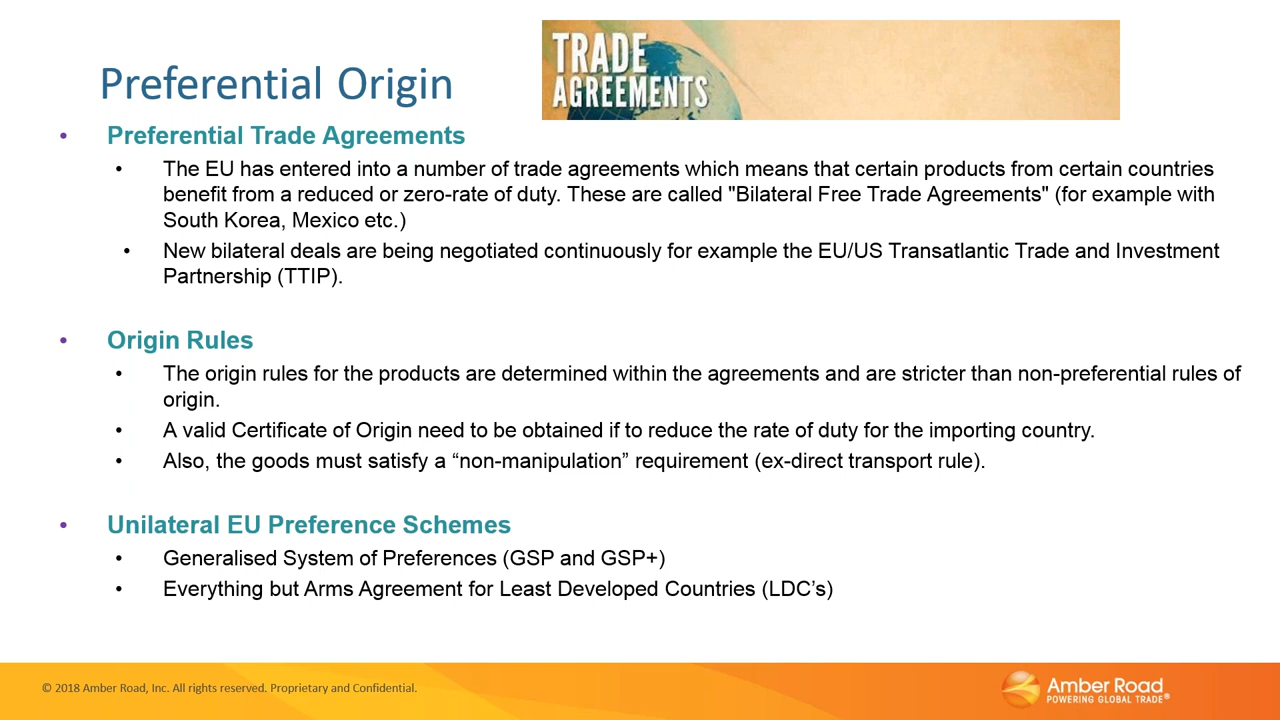 TRADE
AGREEMENTS
Preferential Origin
• Preferential Trade Agreements
• The EU has entered into a number of trade agreements which means that certain products from certain countries
benefit from a reduced or zero-rate of duty. These are called "Bilateral Free Trade Agreements" (for example with
South Korea, Mexico etc.)
• New bilateral deals are being negotiated continuously for example the EU/US Transatlantic Trade and Investment
Partnership (TTIP).
• Origin Rules
• The origin rules for the products are determined within the agreements and are stricter than non-preferential rules of
origin.
• A valid Certificate of Origin need to be obtained if to reduce the rate of duty for the importing country.
• Also, the goods must satisfy a “non-manipulation” requirement (ex-direct transport rule).
• Unilateral EU Preference Schemes
• Generalised System of Preferences (GSP and GSP+)
• Everything but Arms Agreement for Least Developed Countries (LDC’s)
© 2018 Amber Road, Inc. All rights reserved. Proprietary and Confidential.
Amber Road
POWERING GLOBAL TRADE®